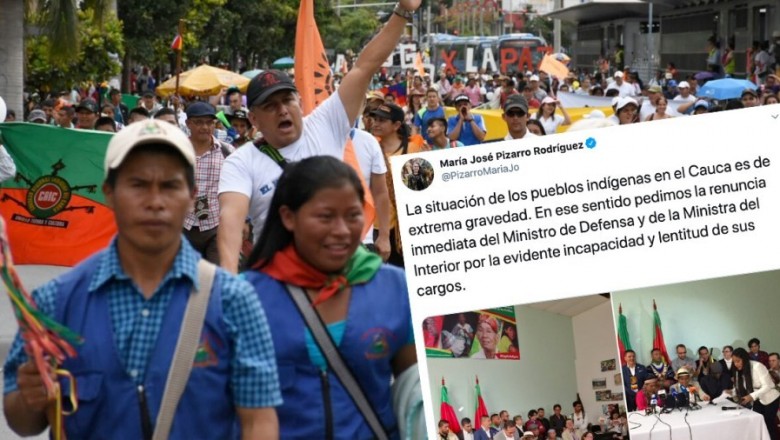 X LA PAZ
CRIC
María José Pizarro Rodríguez
@PizarroMariaJo
La situación de los pueblos indígenas en el Cauca es de
extrema gravedad. En ese sentido pedimos la renuncia
inmediata del Ministro de Defensa y de la Ministra del
Interior por la evidente incapacidad y lentitud de sus
cargos.